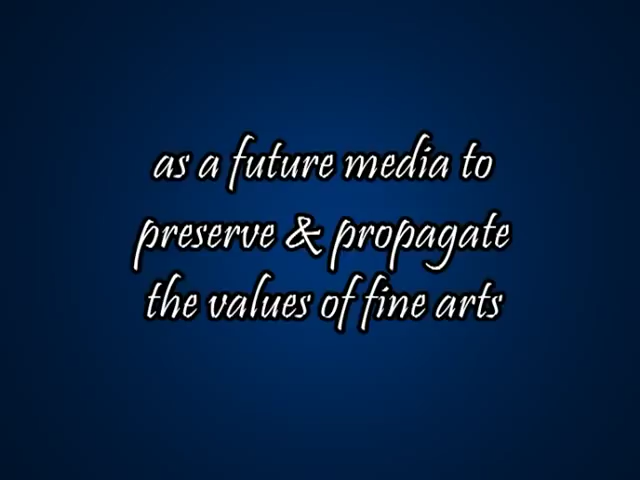 as a future media to
preserve & propagate
the values of fine arts